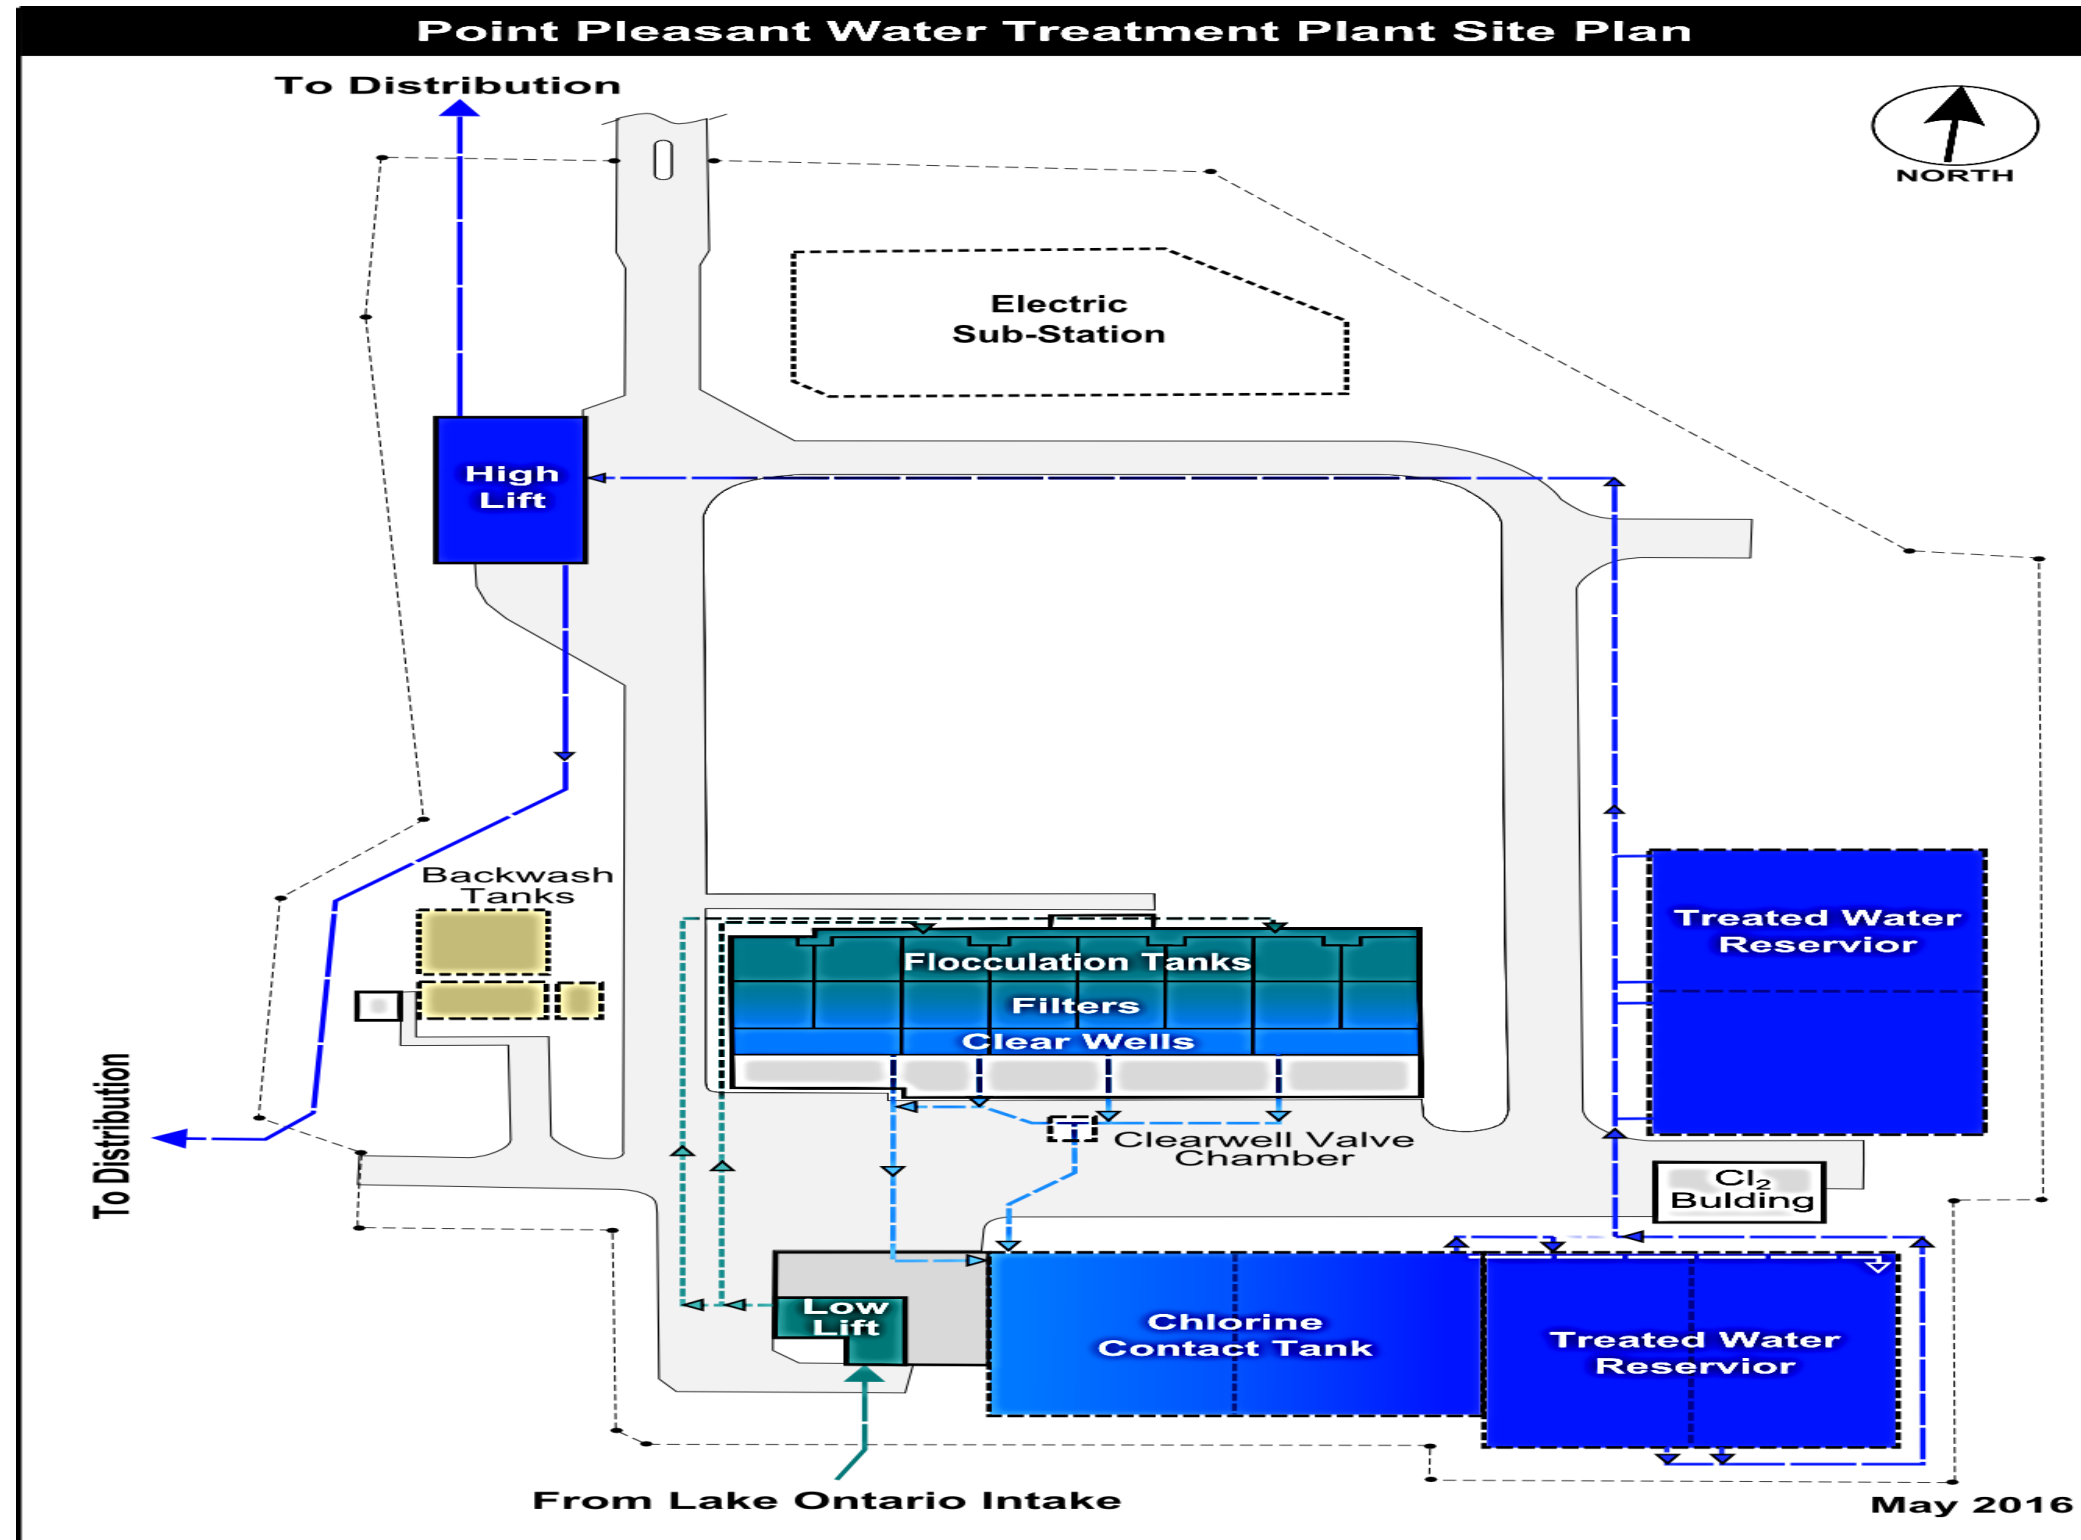 Point Pleasant Water Treatment Plant Site Plan
To Distribution
NORTH
Electric
Sub-Station
High
Lift
Backwash
Tanks
Treated Water
Reservior
Flocculation Tanks
Filters
Clear Wells
To Distribution
Clearwell Valve
Chamber
Cl₂
Bulding
Low
Lift
Chlorine
Contact Tank
Treated Water
Reservior
From Lake Ontario Intake
May 2016